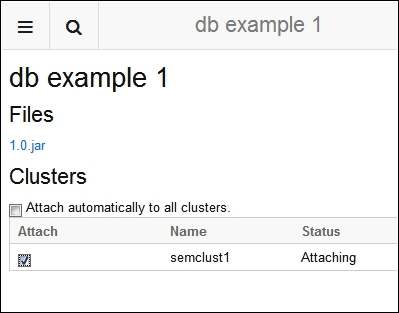 db example 1
db example 1
Files
1.0.jar
Clusters
Attach automatically to all clusters.
Attach Name Status
semclust1 Attaching